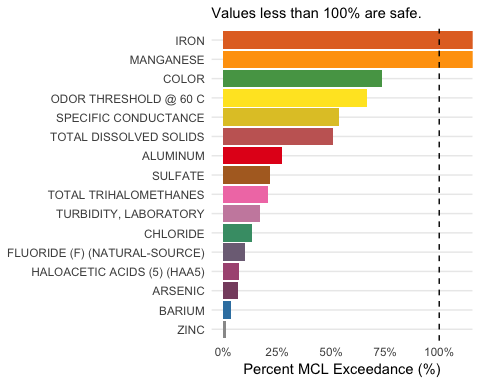 Values less than 100% are safe.
IRON
MANGANESE
COLOR
ODOR THRESHOLD @ 60 C
SPECIFIC CONDUCTANCE
TOTAL DISSOLVED SOLIDS
ALUMINUM
SULFATE
TOTAL TRIHALOMETHANES
TURBIDITY, LABORATORY
CHLORIDE
FLUORIDE (F) (NATURAL-SOURCE)
HALOACETIC ACIDS (5) (HAA5)
ARSENIC
BARIUM
ZINC
0% 25% 50% 75% 100%
Percent MCL Exceedance (%)